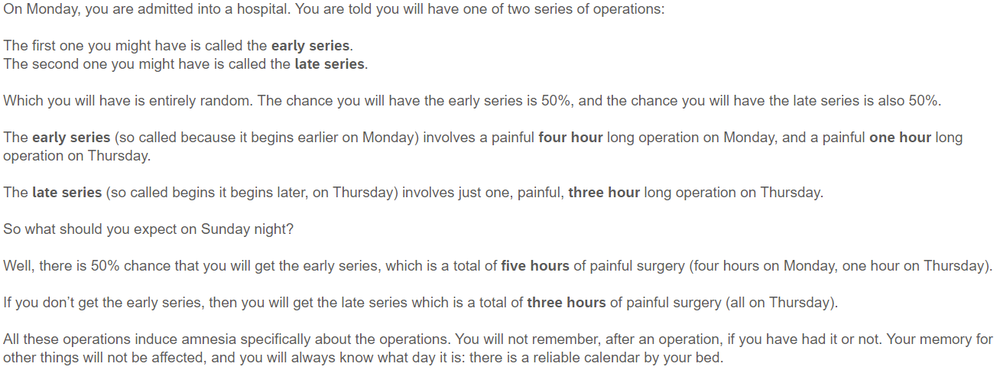 On Monday, you are admitted into a hospital. You are told you will have one of two series of operations:
The first one you might have is called the early series.
The second one you might have is called the late series.
Which you will have is entirely random. The chance you will have the early series is 50%, and the chance you will have the late series is also 50%.
The early series (so called because it begins earlier on Monday) involves a painful four hour long operation on Monday, and a painful one hour long
operation on Thursday.
The late series (so called begins it begins later, on Thursday) involves just one, painful, three hour long operation on Thursday.
So what should you expect on Sunday night?
Well, there is 50% chance that you will get the early series, which is a total of five hours of painful surgery (four hours on Monday, one hour on Thursday).
If you don’t get the early series, then you will get the late series which is a total of three hours of painful surgery (all on Thursday).
All these operations induce amnesia specifically about the operations. You will not remember, after an operation, if you have had it or not. Your memory for
other things will not be affected, and you will always know what day it is: there is a reliable calendar by your bed.